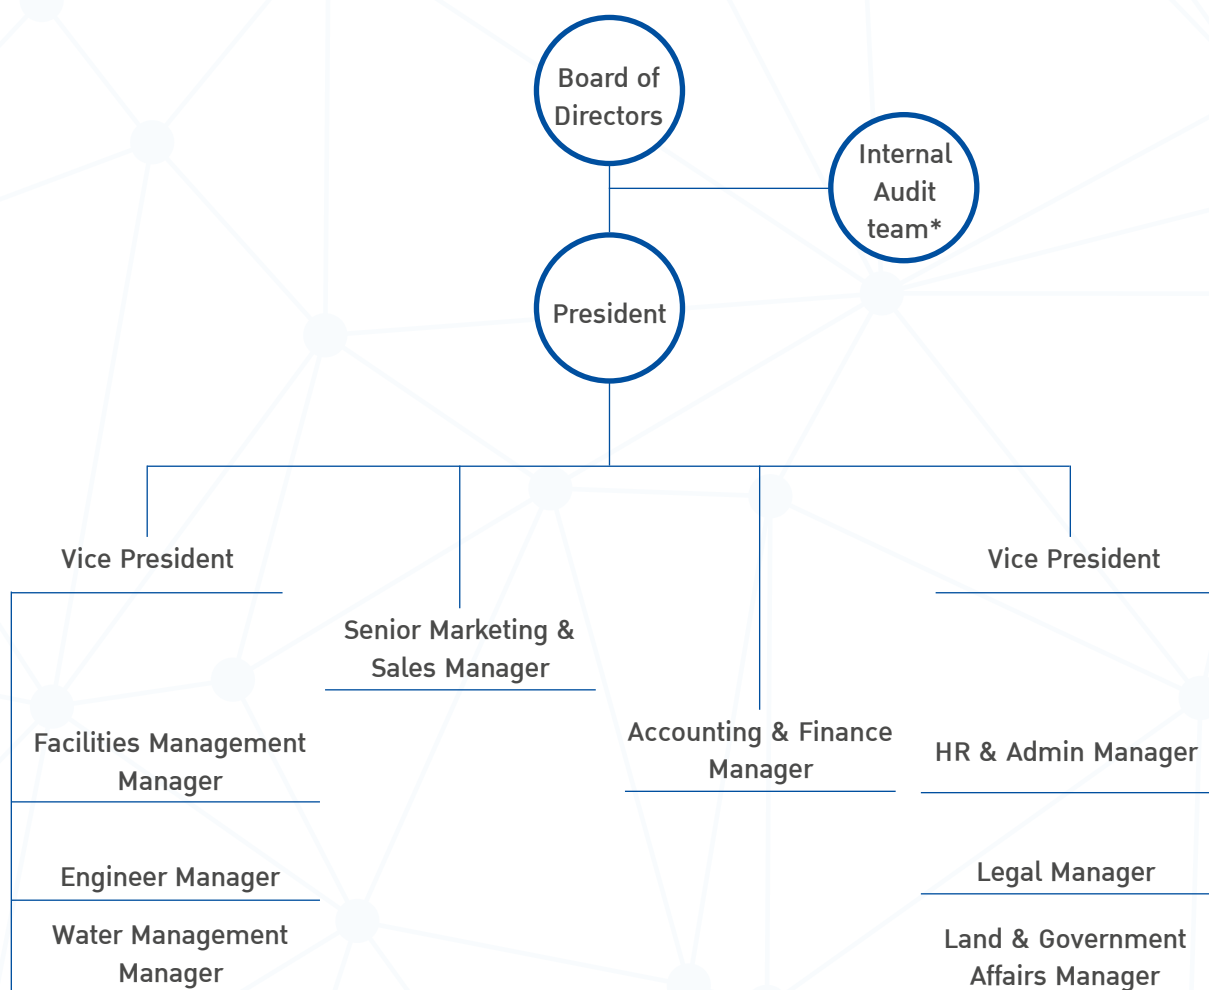 Board of
Directors
Internal
Audit
team*
President
Vice President
Vice President
Senior Marketing &
Sales Manager
Facilities Management
Manager
Accounting & Finance
Manager
HR & Admin Manager
Engineer Manager
Legal Manager
Water Management
Manager
Land & Government
Affairs Manager